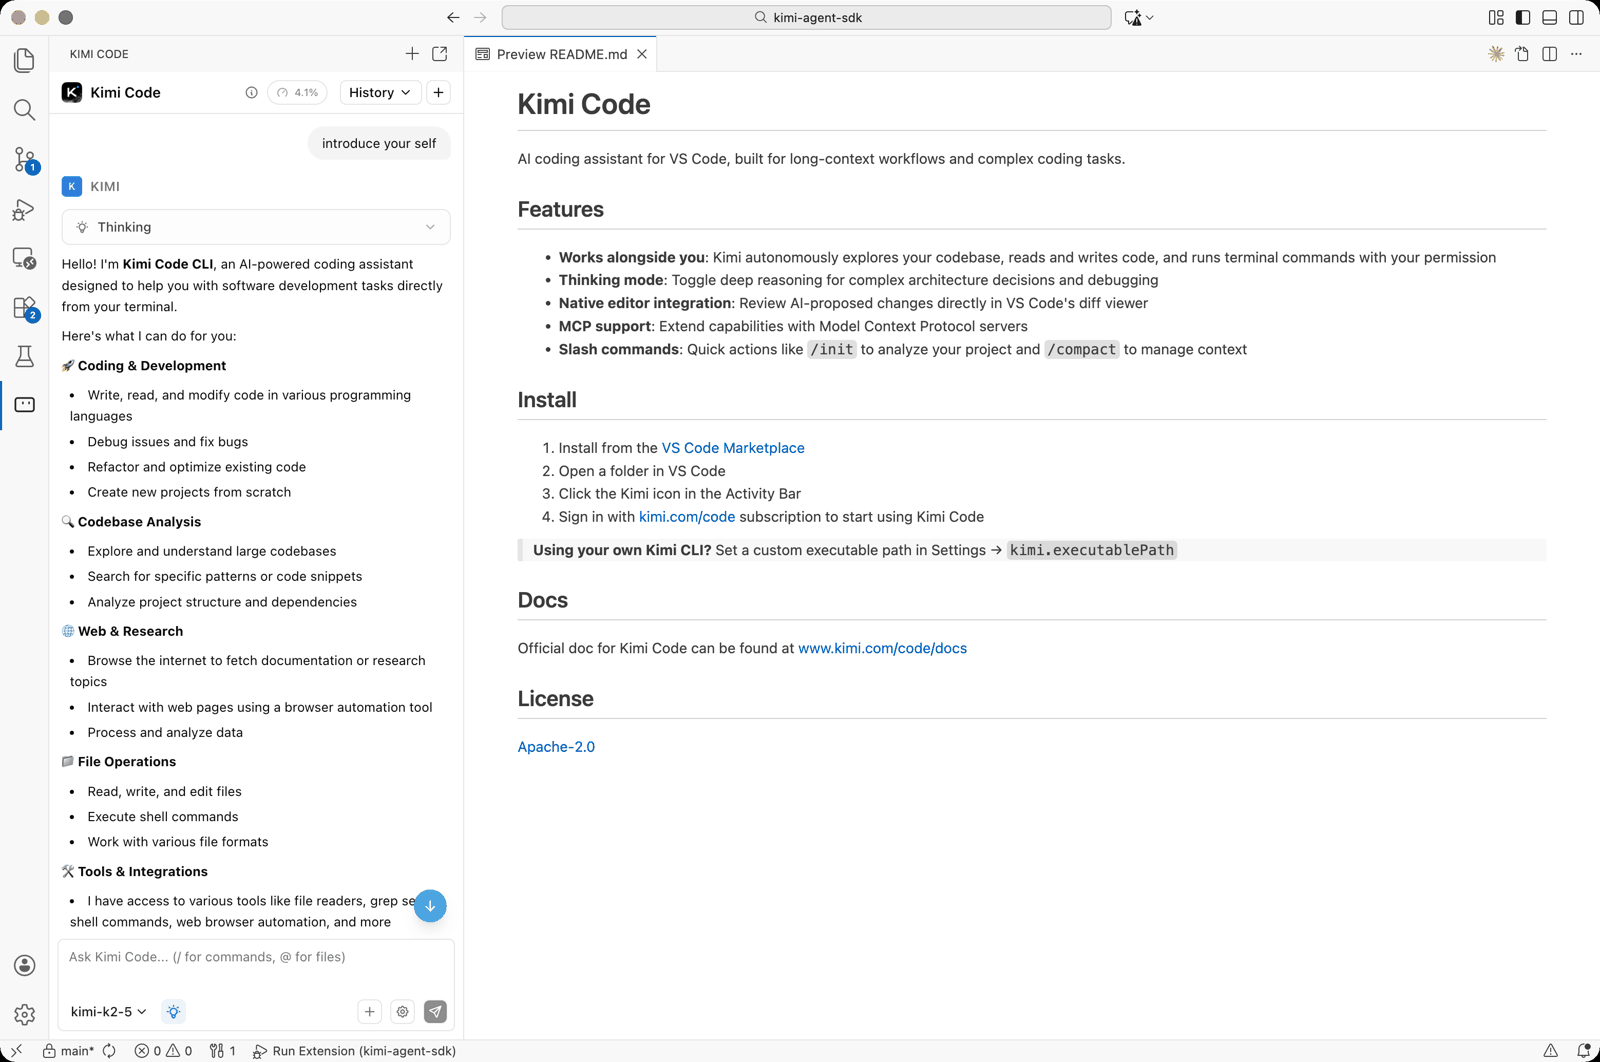 kimi-agent-sdk
KIMI CODE
Kimi Code
4.1%
History
introduce your self
K KIMI
Thinking
Hello! I'm Kimi Code CLI, an AI-powered coding assistant
designed to help you with software development tasks directly
from your terminal.
Here's what I can do for you:
🚀 Coding & Development
• Write, read, and modify code in various programming
languages
• Debug issues and fix bugs
• Refactor and optimize existing code
• Create new projects from scratch
🔍 Codebase Analysis
• Explore and understand large codebases
• Search for specific patterns or code snippets
• Analyze project structure and dependencies
🌐 Web & Research
• Browse the internet to fetch documentation or research
topics
• Interact with web pages using a browser automation tool
• Process and analyze data
📁 File Operations
• Read, write, and edit files
• Execute shell commands
• Work with various file formats
🛠 Tools & Integrations
• I have access to various tools like file readers, grep
shell commands, web browser automation, and more
Ask Kimi Code... (/ for commands, @ for files)
kimi-k2-5
1
2
Preview README.md
Kimi Code
AI coding assistant for VS Code, built for long-context workflows and complex coding tasks.
Features
• Works alongside you: Kimi autonomously explores your codebase, reads and writes code, and runs terminal commands with your permission
• Thinking mode: Toggle deep reasoning for complex architecture decisions and debugging
• Native editor integration: Review AI-proposed changes directly in VS Code's diff viewer
• MCP support: Extend capabilities with Model Context Protocol servers
• Slash commands: Quick actions like /init to analyze your project and /compact to manage context
Install
1. Install from the VS Code Marketplace
2. Open a folder in VS Code
3. Click the Kimi icon in the Activity Bar
4. Sign in with kimi.com/code subscription to start using Kimi Code
Using your own Kimi CLI? Set a custom executable path in Settings → kimi.executablePath
Docs
Official doc for Kimi Code can be found at www.kimi.com/code/docs
License
Apache-2.0
main* 0 0 1 Run Extension (kimi-agent-sdk)